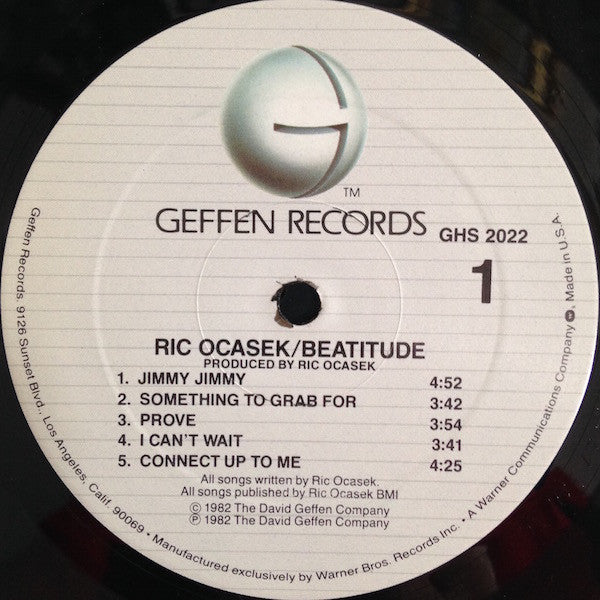 TM
GEFFEN RECORDS
GHS 2022
1
RIC OCASEK/BEATITUDE
PRODUCED BY RIC OCASEK
1. JIMMY JIMMY 4:52
2. SOMETHING TO GRAB FOR 3:42
3. PROVE 3:54
4. I CAN'T WAIT 3:41
5. CONNECT UP TO ME 4:25
All songs written by Ric Ocasek.
All songs published by Ric Ocasek BMI
© 1982 The David Geffen Company
℗ 1982 The David Geffen Company
Geffen Records. 9126 Sunset Blvd., Los Angeles, Calif. 90069 • Manufactured exclusively by Warner Bros. Records Inc. • A Warner Communications Company. Made in U.S.A.